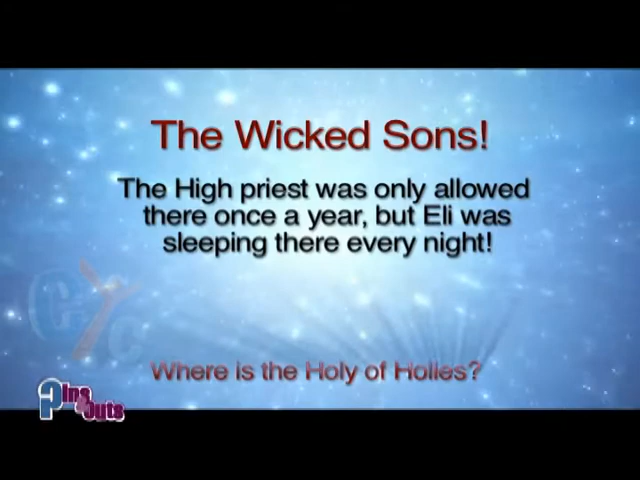 The Wicked Sons!
The High priest was only allowed
there once a year, but Eli was
sleeping there every night!
CYC
Where is the Holy of Holies?
Ins
& Outs